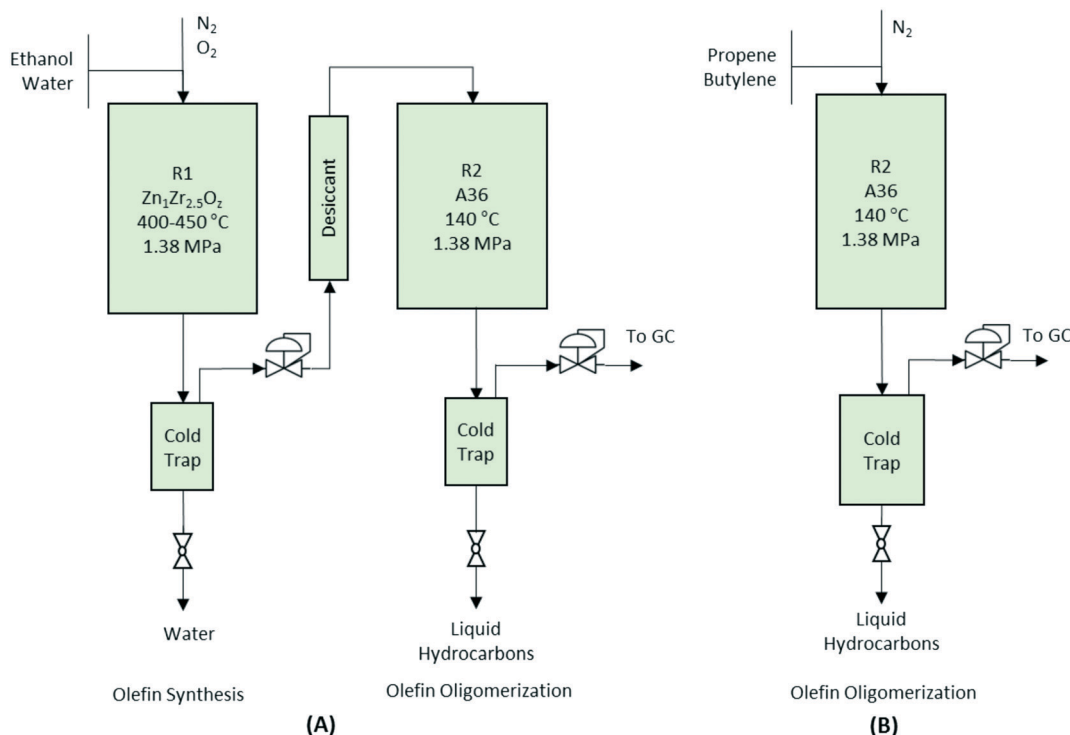 N₂
O₂
Ethanol
Water
R1
Zn₁Zr₂.₅O_z
400-450 °C
1.38 MPa
Cold
Trap
Water
Olefin Synthesis
Desiccant
R2
A36
140 °C
1.38 MPa
To GC
Cold
Trap
Liquid
Hydrocarbons
Olefin Oligomerization
(A)
N₂
Propene
Butylene
R2
A36
140 °C
1.38 MPa
To GC
Cold
Trap
Liquid
Hydrocarbons
Olefin Oligomerization
(B)